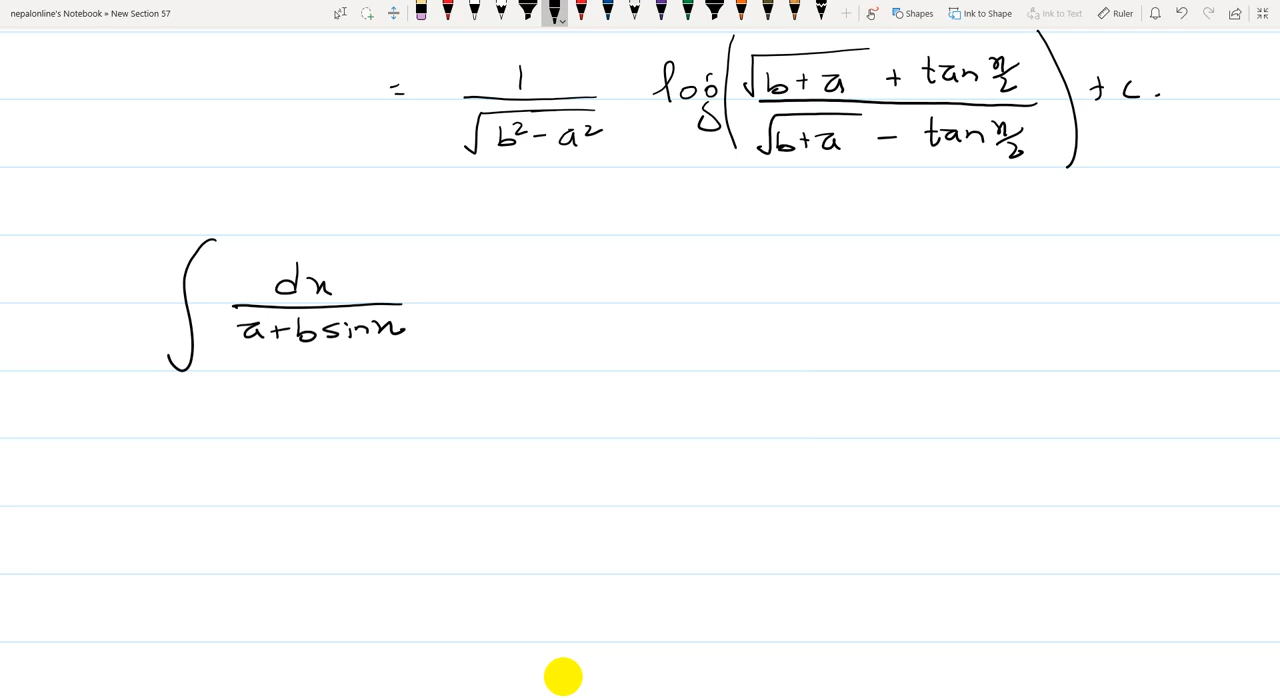 nepalonline's Notebook » New Section 57
Shapes
Ink to Shape
Ink to Text
Ruler
= 1/√(b² - a²) log(√(b+a) + tan x/2 / √(b+a) - tan x/2) + c.
∫ dx/(a+b sin x)